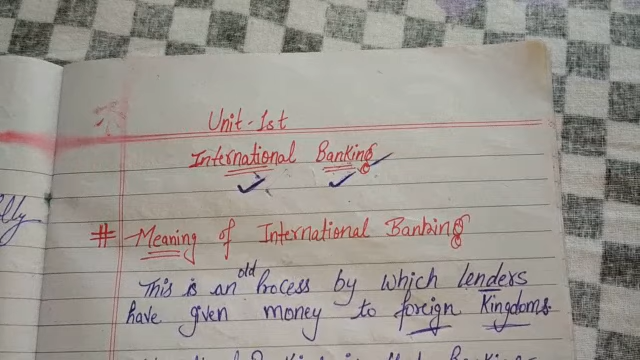 Unit-1st
International Banking
lly
# Meaning of International Banking
This is an old Process by which lenders
have given money to foreign Kingdoms.